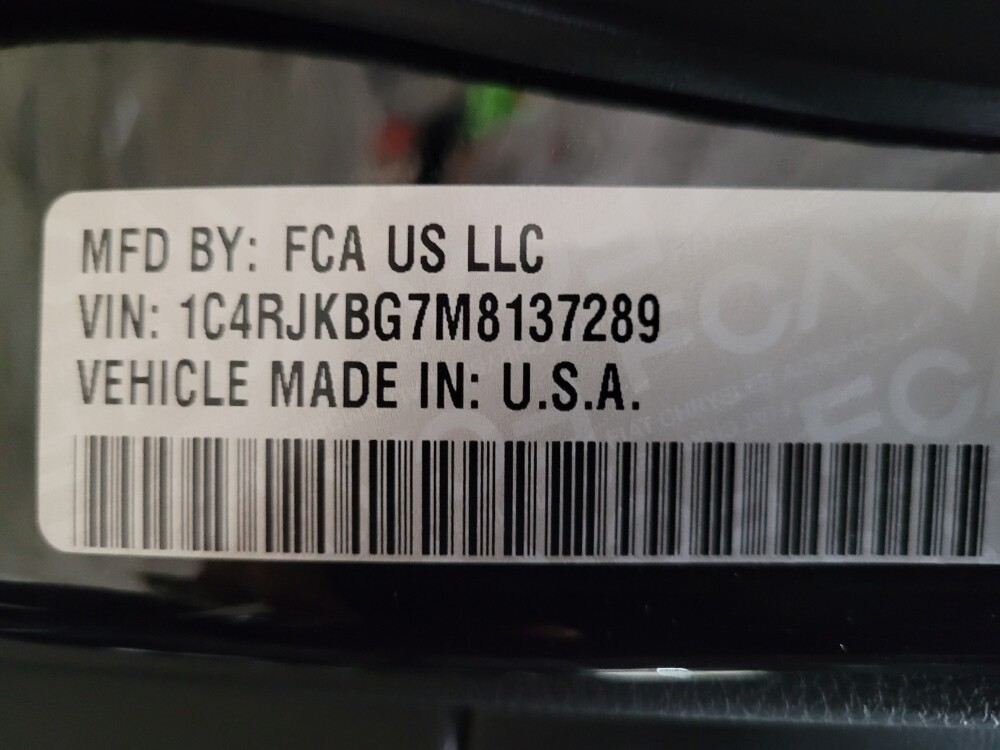 MFD BY: FCA US LLC
VIN: 1C4RJKBG7M8137289
VEHICLE MADE IN: U.S.A.